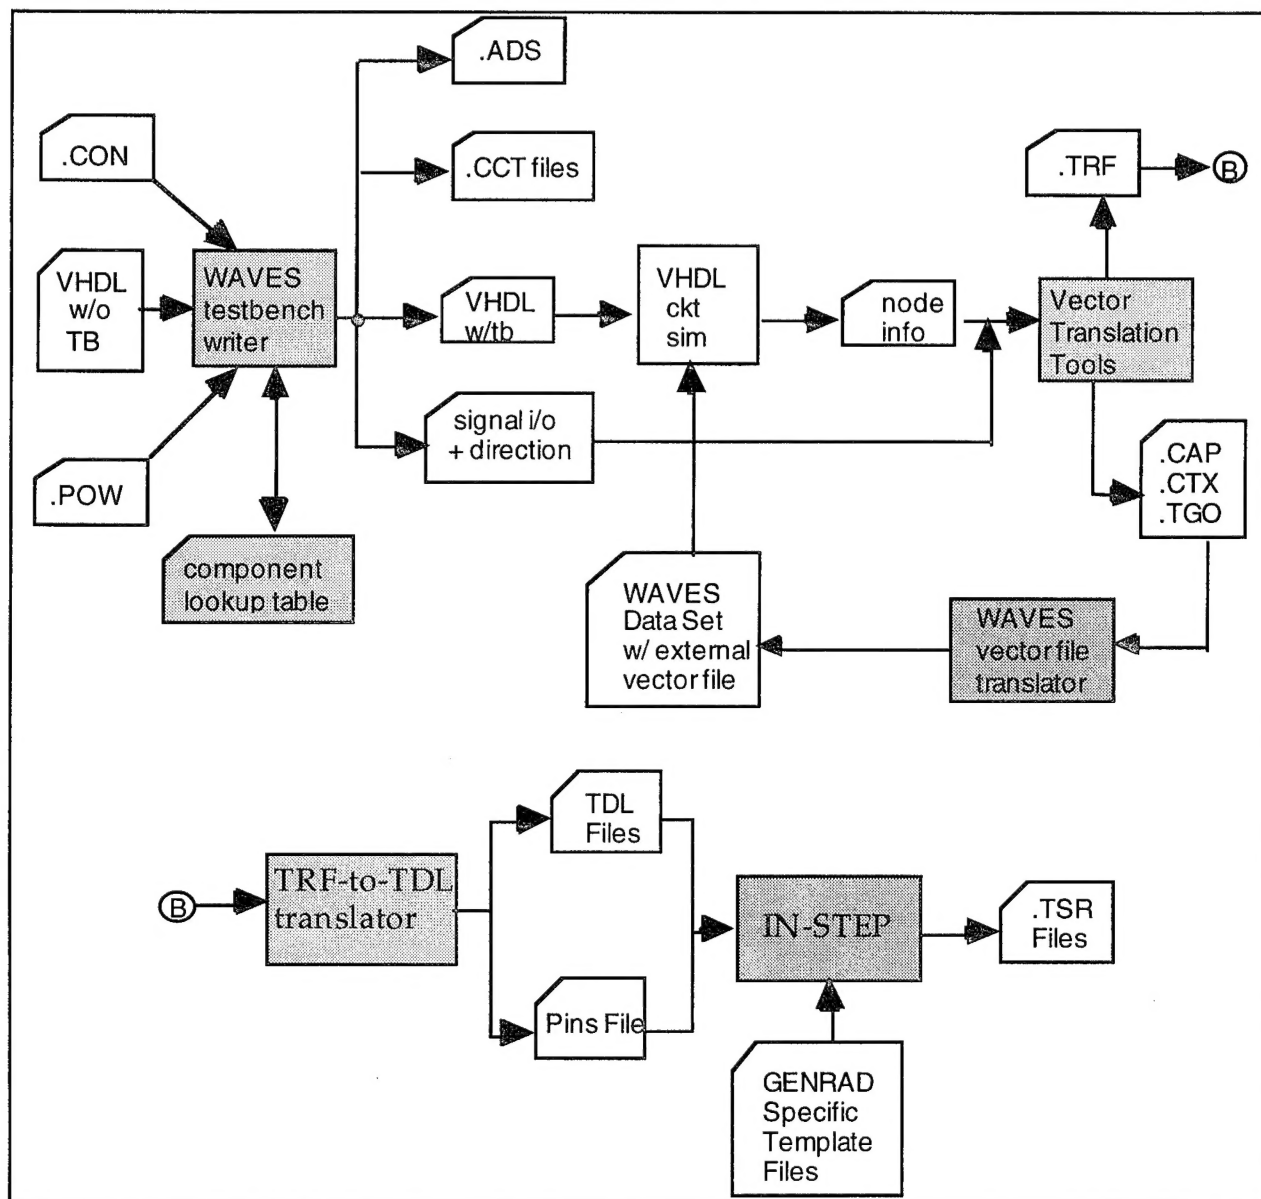 .ADS
.CCT files
.CON
.TRF
B
VHDL
w/o
TB
WAVES
testbench
writer
VHDL
w/tb
VHDL
ckt
sim
node
info
Vector
Translation
Tools
signal i/o
+ direction
.POW
.CAP
.CTX
.TGO
component
lookup table
WAVES
Data Set
w/ external
vector file
WAVES
vector file
translator
TDL
Files
B
TRF-to-TDL
translator
IN-STEP
.TSR
Files
Pins File
GENRAD
Specific
Template
Files